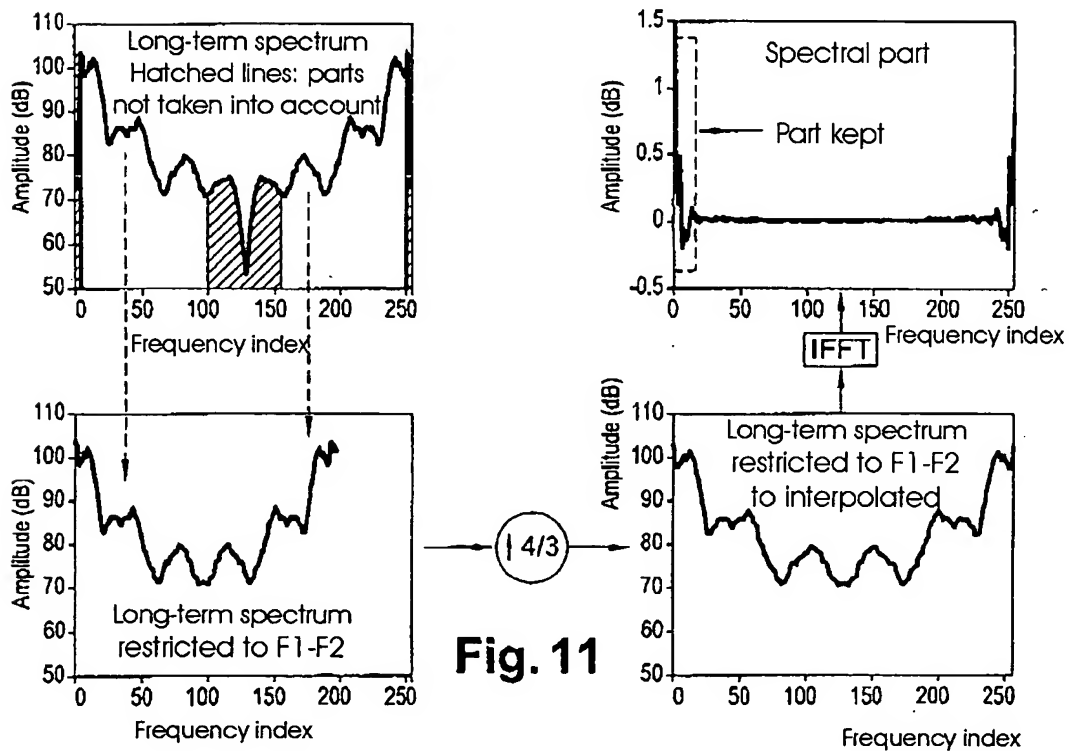 110
100
90
80
70
60
50
Amplitude (dB)
Long-term spectrum
Hatched lines: parts
not taken into account
0 50 100 150 200 250
Frequency index
1.5
1
0.5
0
-0.5
Amplitude (dB)
Spectral part
Part kept
0 50 100 150 200 250
Frequency index
IFFT
110
100
90
80
70
60
50
Amplitude (dB)
Long-term spectrum
restricted to F1-F2
0 50 100 150 200 250
Frequency index
4/3
110
100
90
80
70
60
50
Amplitude (dB)
Long-term spectrum
restricted to F1-F2
to interpolated
0 50 100 150 200 250
Frequency index
Fig. 11